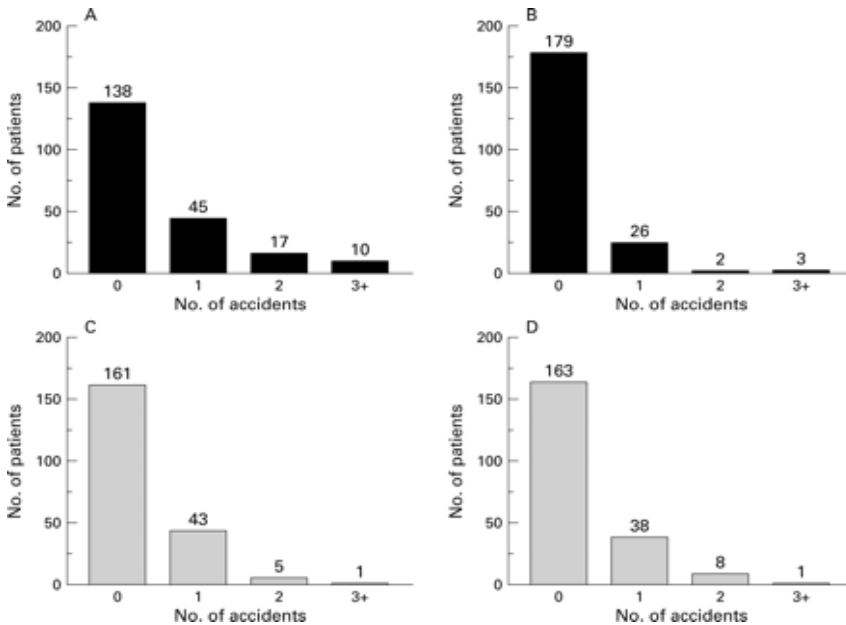 A
200
150
100
50
0
No. of patients
138
45
17
10
0 1 2 3+
No. of accidents
B
200
150
100
50
0
No. of patients
179
26
2
3
0 1 2 3+
No. of accidents
C
200
150
100
50
0
No. of patients
161
43
5
1
0 1 2 3+
No. of accidents
D
200
150
100
50
0
No. of patients
163
38
8
1
0 1 2 3+
No. of accidents